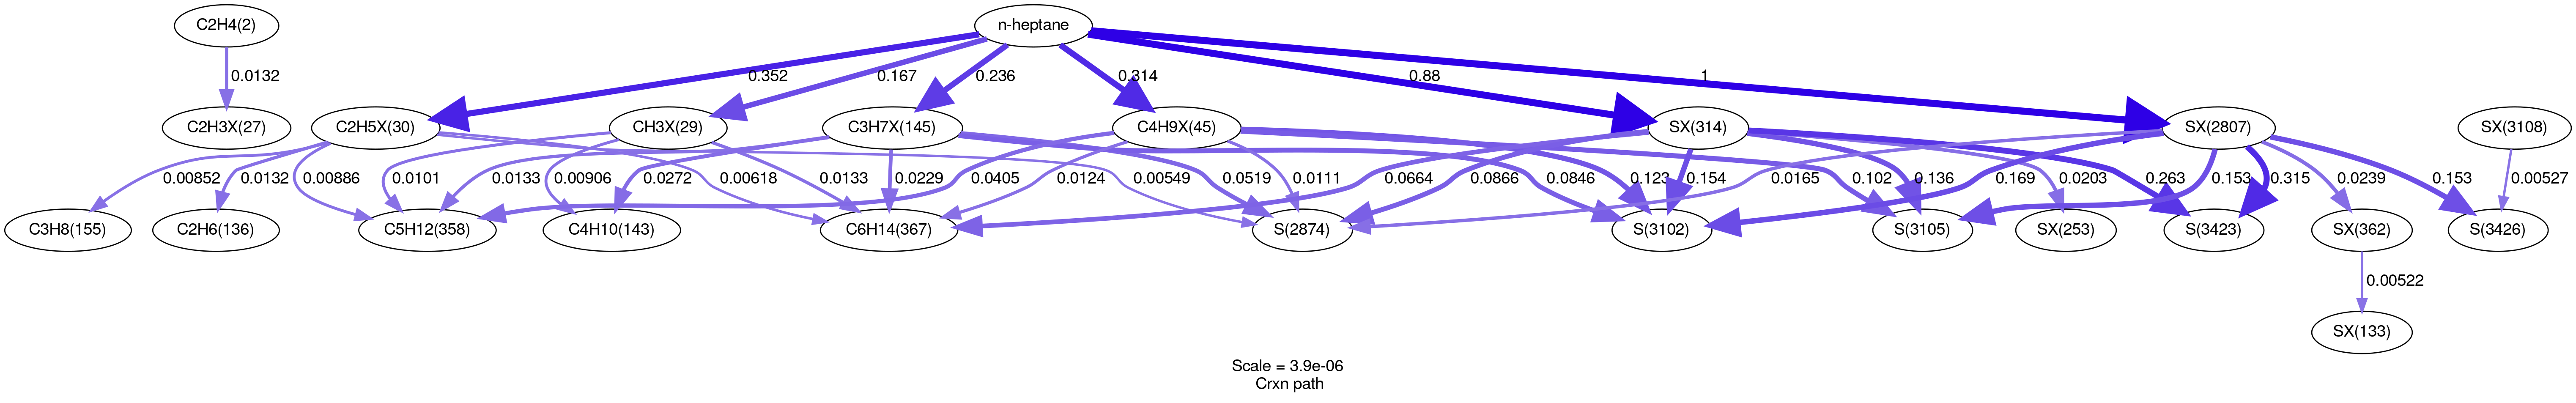 C2H4(2)
n-heptane
0.0132
0.352
0.167
0.236
0.314
0.88
1
C2H3X(27)
C2H5X(30)
CH3X(29)
C3H7X(145)
C4H9X(45)
SX(314)
SX(2807)
SX(3108)
0.00852
0.0132
0.00886
0.0101
0.0133
0.00906
0.0272
0.00618
0.0133
0.0229
0.0405
0.0124
0.00549
0.0519
0.0111
0.0664
0.0866
0.0846
0.123
0.154
0.0165
0.102
0.136
0.0203
0.169
0.263
0.153
0.315
0.0239
0.153
0.00527
C3H8(155)
C2H6(136)
C5H12(358)
C4H10(143)
C6H14(367)
S(2874)
S(3102)
S(3105)
SX(253)
S(3423)
SX(362)
S(3426)
0.00522
SX(133)
Scale = 3.9e-06
Crxn path